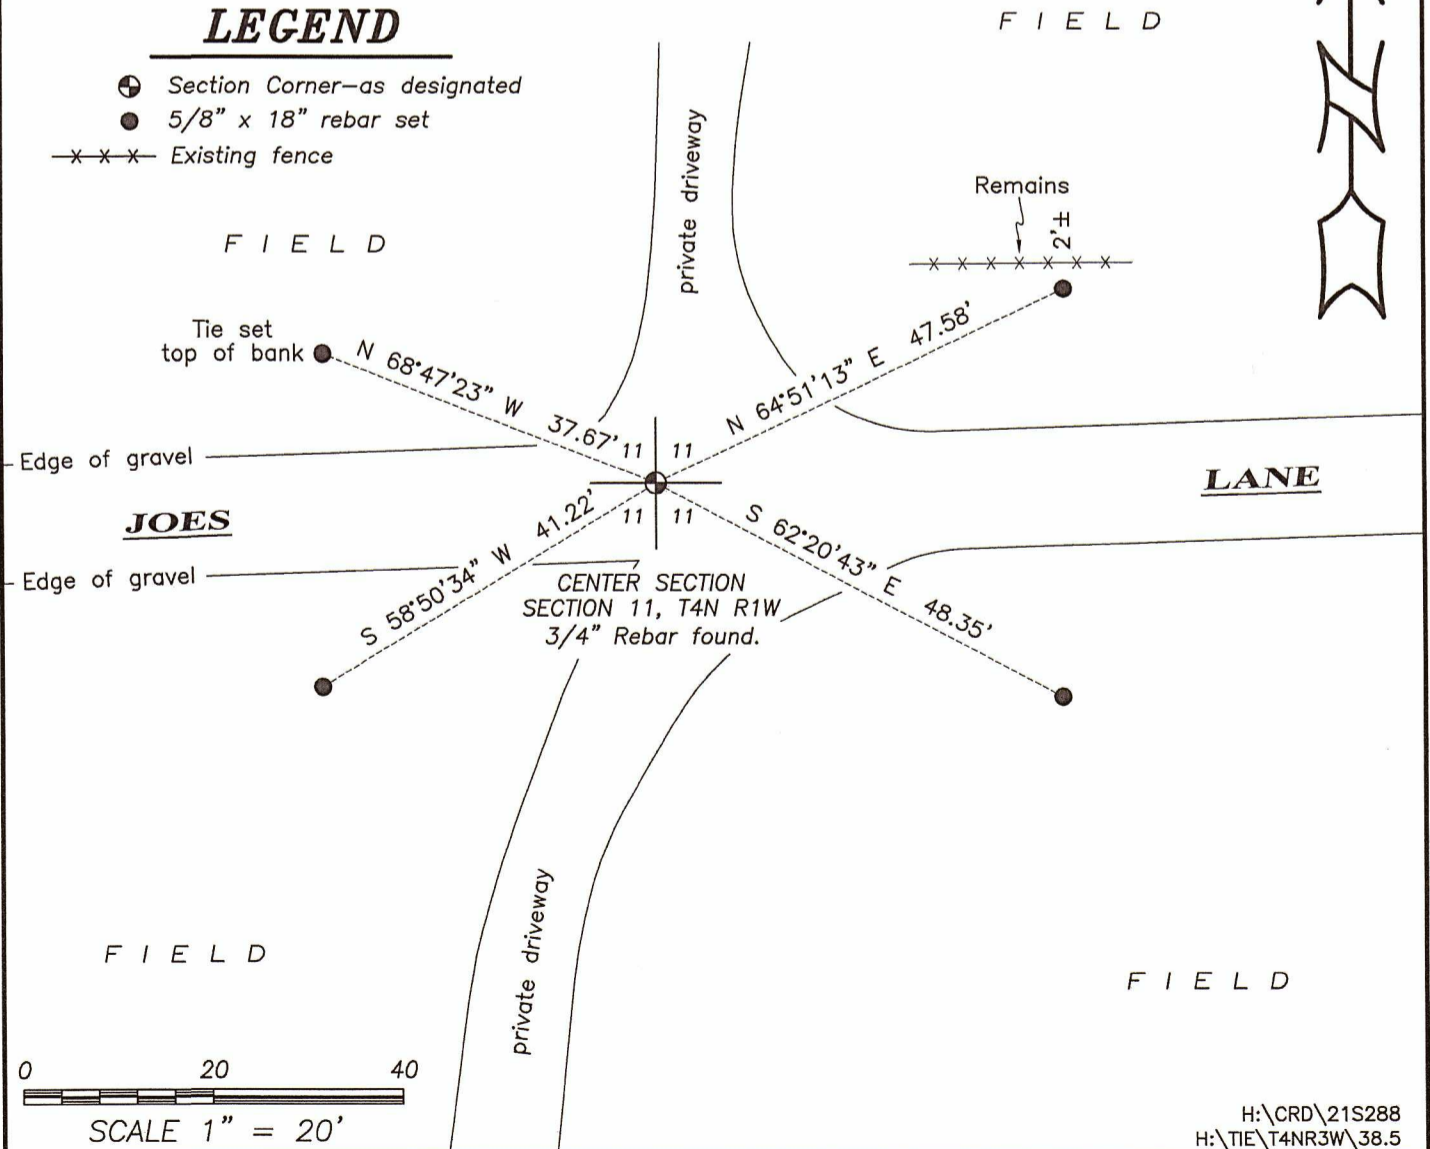 LEGEND
Section Corner—as designated
5/8" x 18" rebar set
—x—x—x— Existing fence
FIELD
FIELD
private driveway
Remains
2'±
N
Tie set
top of bank
N 68°47'23" W 37.67'
N 64°51'13" E 47.58'
11 11
11 11
Edge of gravel
JOES
LANE
Edge of gravel
S 58°50'34" W 41.22'
S 62°20'43" E 48.35'
CENTER SECTION
SECTION 11, T4N R1W
3/4" Rebar found.
private driveway
FIELD
FIELD
0 20 40
SCALE 1" = 20'
H:\CRD\21S288
H:\TIE\T4NR3W\38.5